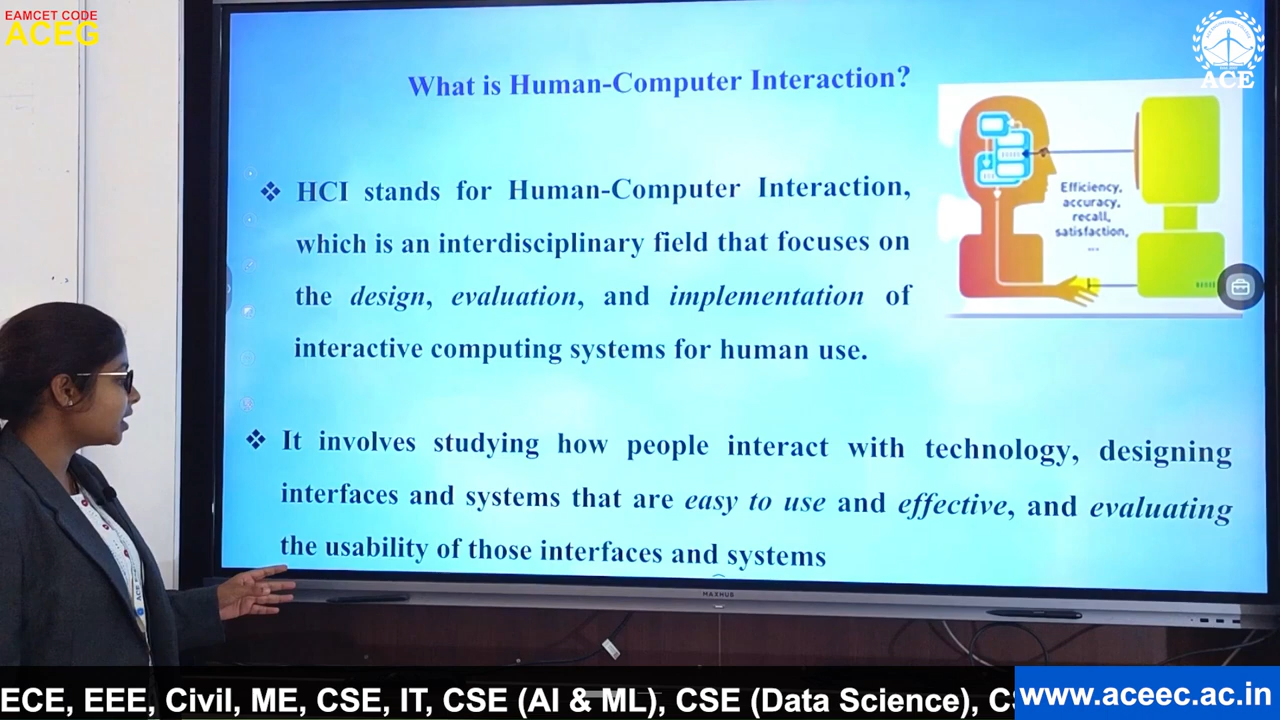 EAMCET CODE
ACEG
ACE
What is Human-Computer Interaction?
❖ HCI stands for Human-Computer Interaction,
which is an interdisciplinary field that focuses on
the design, evaluation, and implementation of
interactive computing systems for human use.
Efficiency,
accuracy,
recall,
satisfaction,
...
❖ It involves studying how people interact with technology, designing
interfaces and systems that are easy to use and effective, and evaluating
the usability of those interfaces and systems
MAXHUB
ACE
ECE, EEE, Civil, ME, CSE, IT, CSE (AI & ML), CSE (Data Science), CS
www.aceec.ac.in